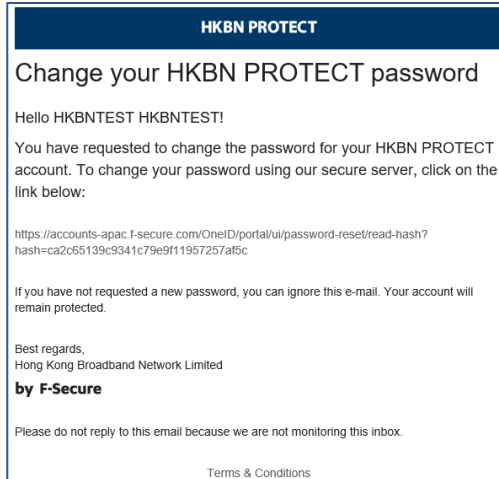 HKBN PROTECT
Change your HKBN PROTECT password
Hello HKBNTEST HKBNTEST!
You have requested to change the password for your HKBN PROTECT
account. To change your password using our secure server, click on the
link below:
https://accounts-apac.f-secure.com/OneID/portal/ui/password-reset/read-hash?
hash=ca2c65139c9341c79e9f11957257af5c
If you have not requested a new password, you can ignore this e-mail. Your account will
remain protected.
Best regards,
Hong Kong Broadband Network Limited
by F-Secure
Please do not reply to this email because we are not monitoring this inbox.
Terms & Conditions